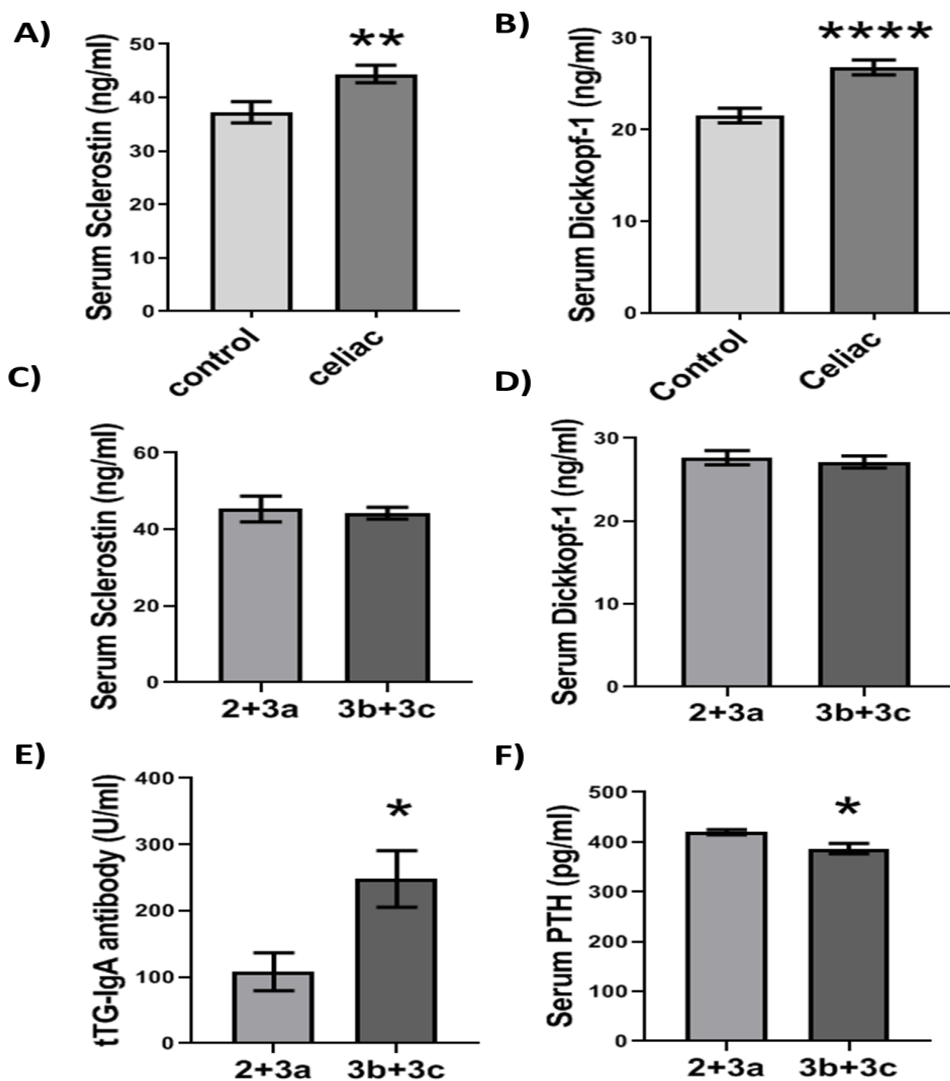 A)
Serum Sclerostin (ng/ml)
50
40
30
20
10
0
**
control
celiac
B)
Serum Dickkopf-1 (ng/ml)
30
20
10
0
****
Control
Celiac
C)
Serum Sclerostin (ng/ml)
60
40
20
0
2+3a
3b+3c
D)
Serum Dickkopf-1 (ng/ml)
30
20
10
0
2+3a
3b+3c
E)
tTG-IgA antibody (U/ml)
400
300
200
100
0
*
2+3a
3b+3c
F)
Serum PTH (pg/ml)
500
400
300
200
100
0
*
2+3a
3b+3c